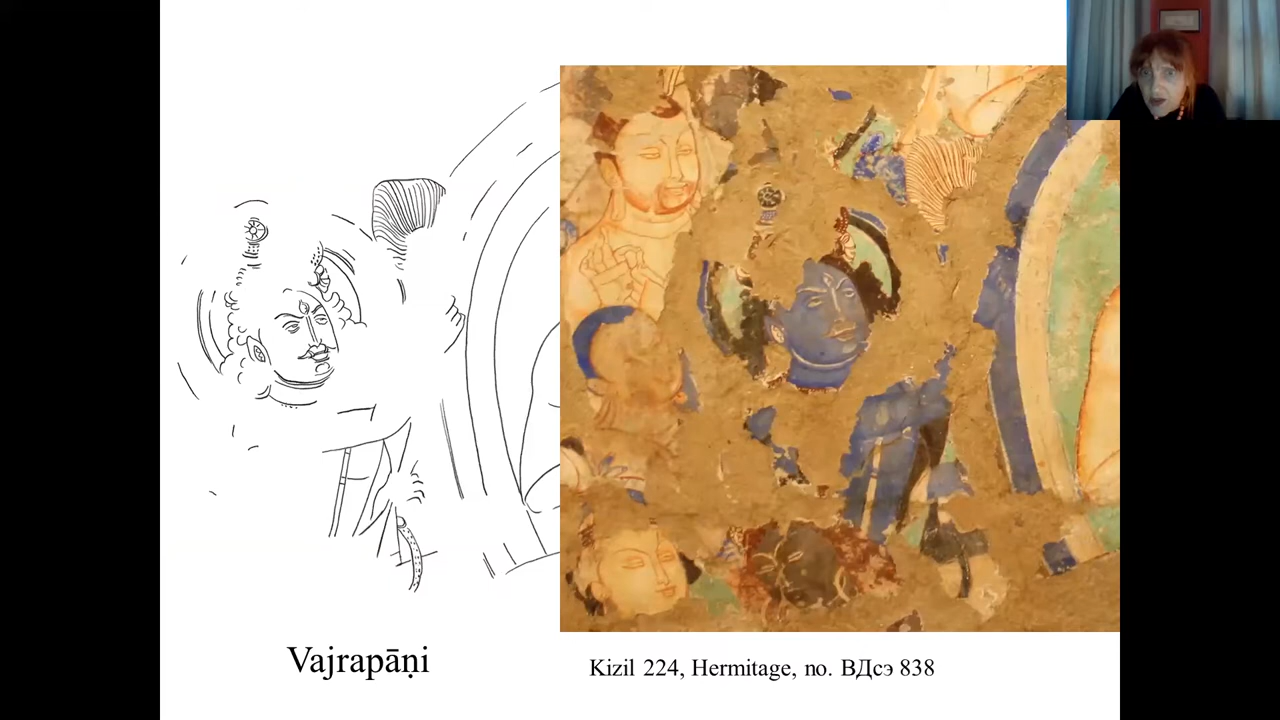 Vajrapāṇi
Kizil 224, Hermitage, no. ВДсэ 838